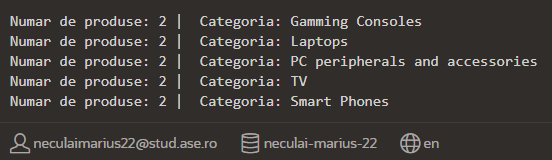 Numar de produse: 2 |  Categoria: Gamming Consoles
Numar de produse: 2 |  Categoria: Laptops
Numar de produse: 2 |  Categoria: PC peripherals and accessories
Numar de produse: 2 |  Categoria: TV
Numar de produse: 2 |  Categoria: Smart Phones
neculaimarius22@stud.ase.ro neculai-marius-22 en